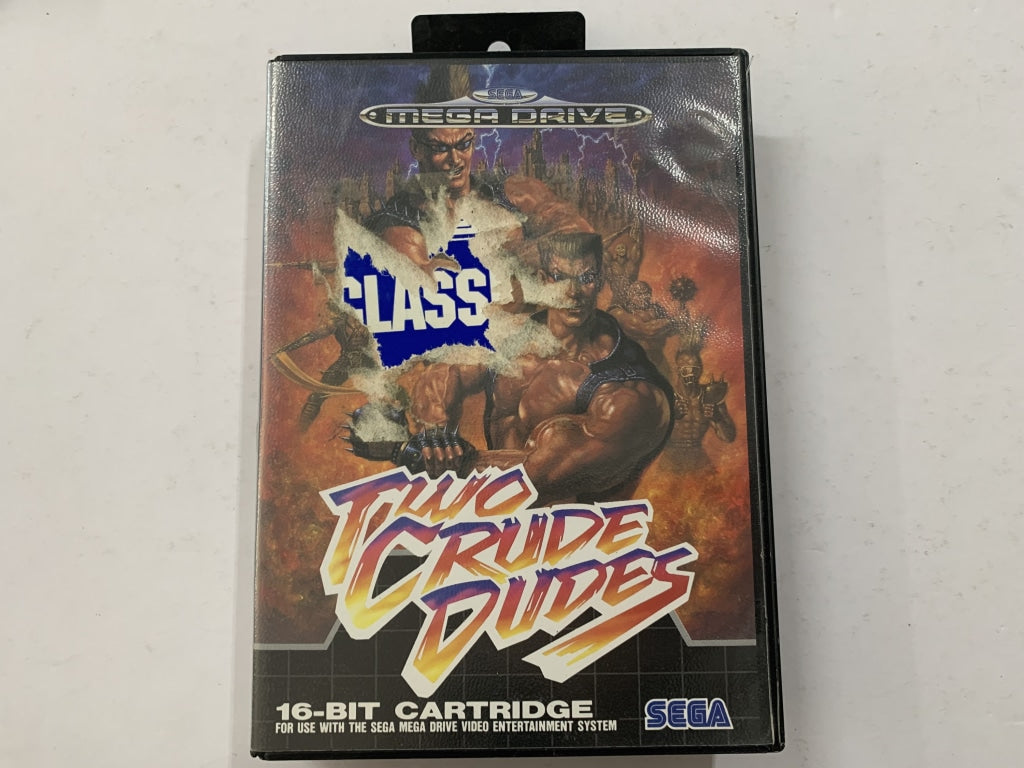 SEGA
MEGA DRIVE
CLASS
TWO
CRUDE
DUDES
16-BIT CARTRIDGE
FOR USE WITH THE SEGA MEGA DRIVE VIDEO ENTERTAINMENT SYSTEM
SEGA